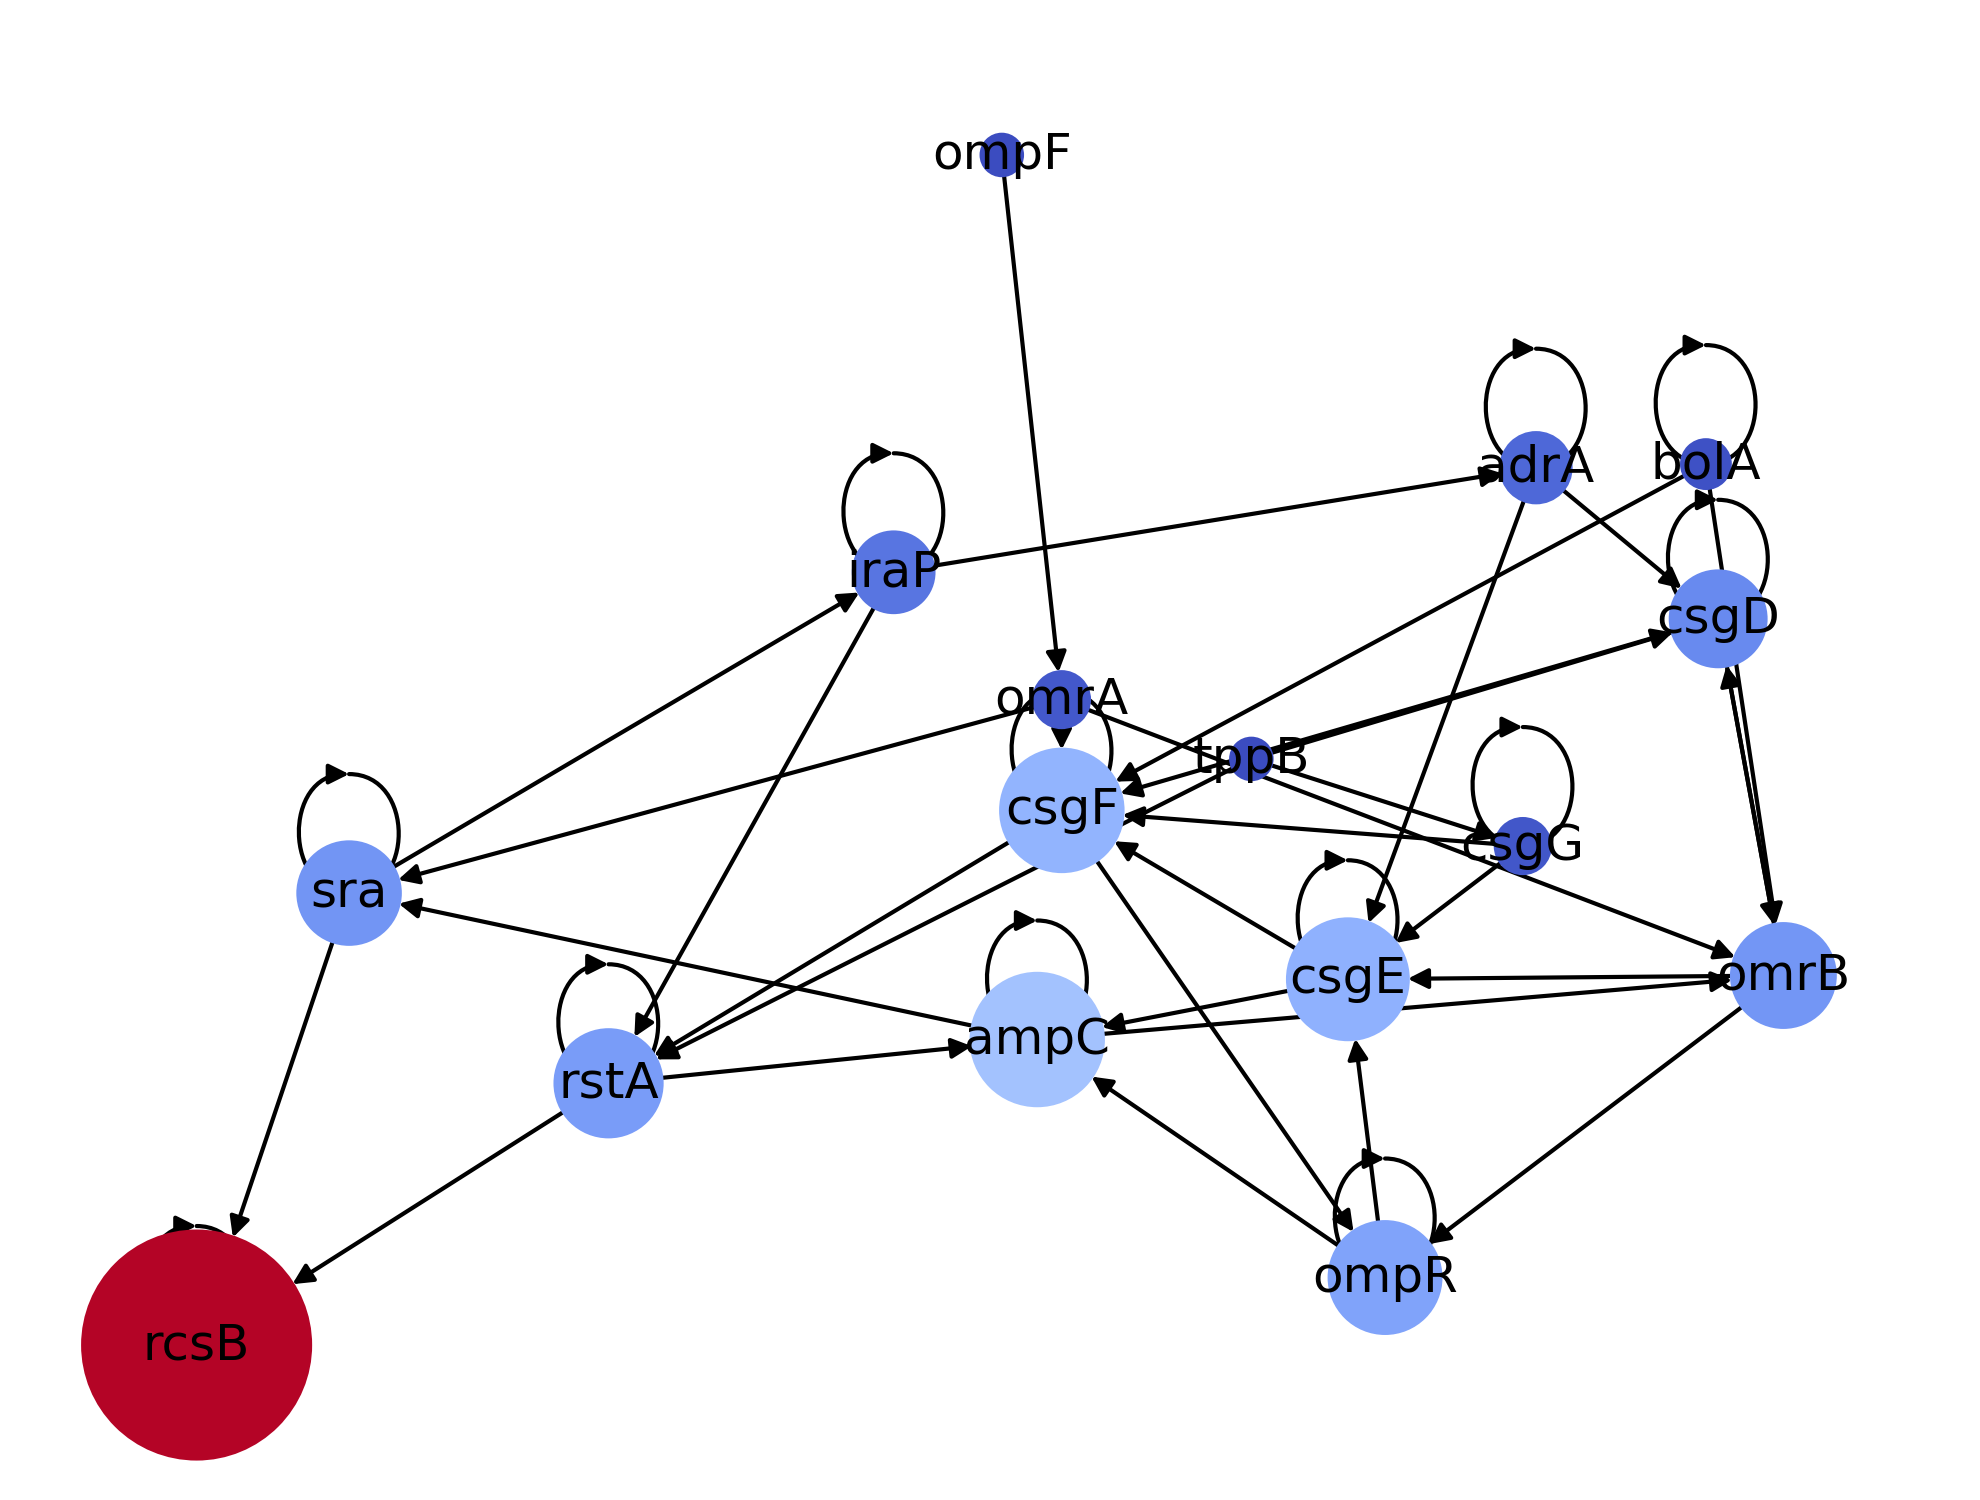 ompF
adrA
bolA
iraP
csgD
omrA
tppB
csgF
csgG
sra
csgE
omrB
ampC
rstA
ompR
rcsB